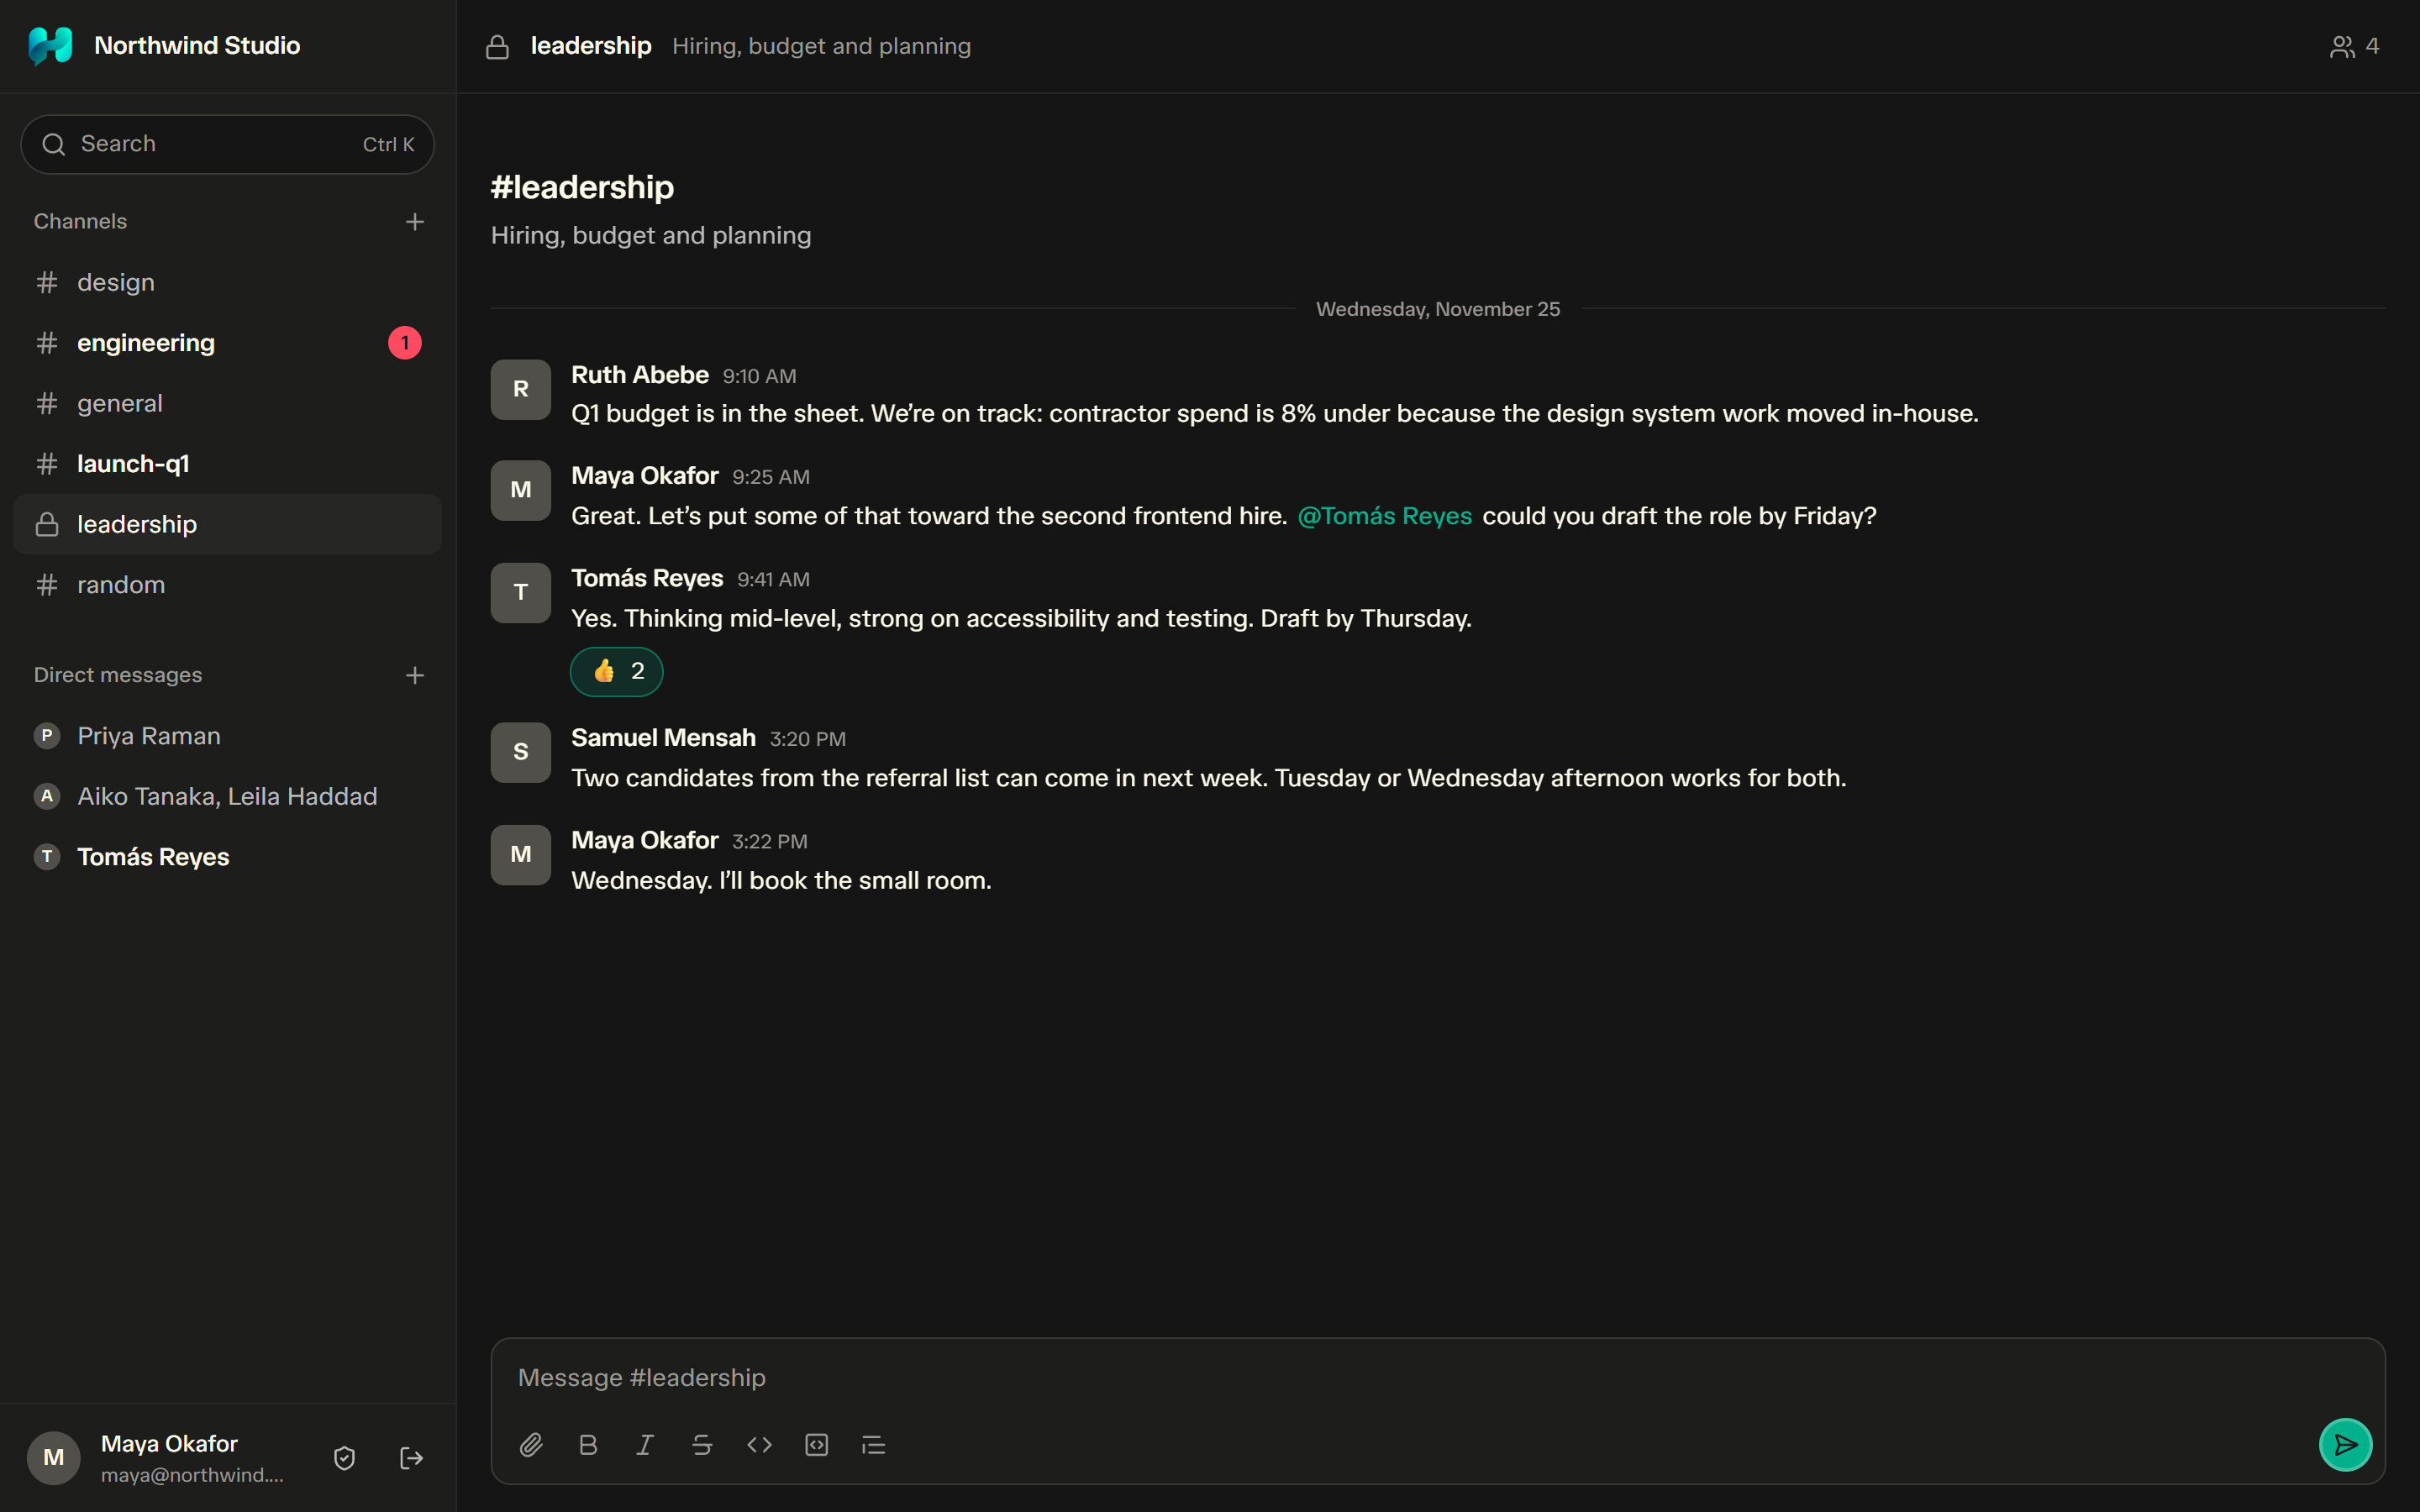 Northwind Studio
Search Ctrl K
Channels
design
engineering 1
general
launch-q1
leadership
random
Direct messages
P Priya Raman
A Aiko Tanaka, Leila Haddad
T Tomás Reyes
M Maya Okafor
maya@northwind....
leadership Hiring, budget and planning 4
#leadership
Hiring, budget and planning
Wednesday, November 25
R Ruth Abebe 9:10 AM
Q1 budget is in the sheet. We’re on track: contractor spend is 8% under because the design system work moved in-house.
M Maya Okafor 9:25 AM
Great. Let’s put some of that toward the second frontend hire. @Tomás Reyes could you draft the role by Friday?
T Tomás Reyes 9:41 AM
Yes. Thinking mid-level, strong on accessibility and testing. Draft by Thursday.
👍 2
S Samuel Mensah 3:20 PM
Two candidates from the referral list can come in next week. Tuesday or Wednesday afternoon works for both.
M Maya Okafor 3:22 PM
Wednesday. I’ll book the small room.
Message #leadership